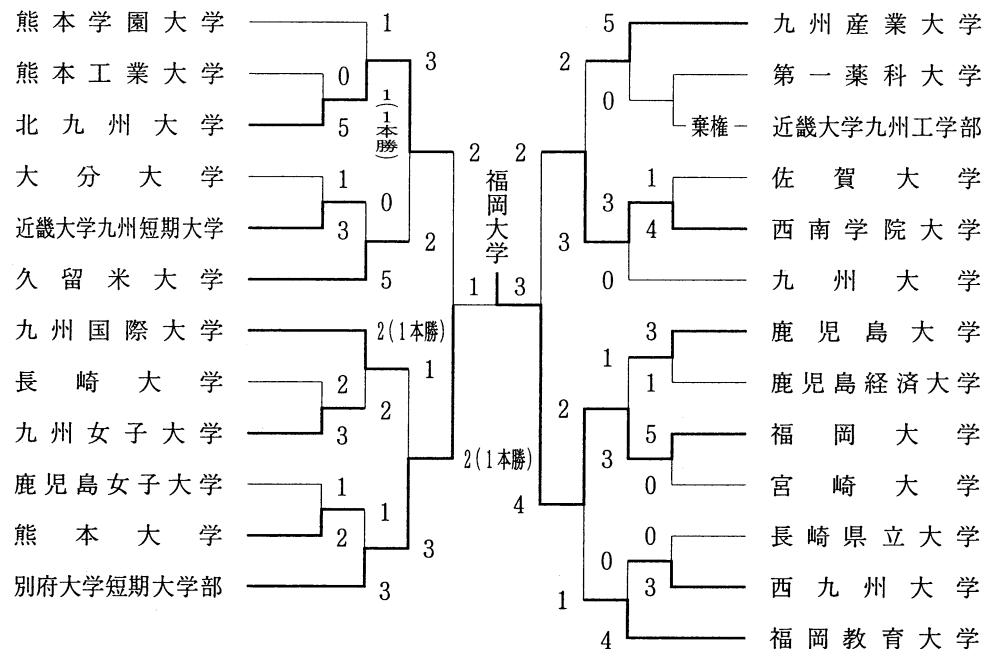 熊本学園大学
熊本工業大学
北九州大学
大分大学
近畿大学九州短期大学
久留米大学
九州国際大学
長崎大学
九州女子大学
鹿児島女子大学
熊本大学
別府大学短期大学部
1
0
5
1
3
0
5
3
1(1本勝)
2
2
2(1本勝)
2
3
2
1
2
1
3
1
3
2(1本勝)
1
福岡大学
3
2
4
5
2
0
棄権
1
4
3
0
3
3
1
1
5
0
3
2
0
3
0
4
1
九州産業大学
第一薬科大学
近畿大学九州工学部
佐賀大学
西南学院大学
九州大学
鹿児島大学
鹿児島経済大学
福岡大学
宮崎大学
長崎県立大学
西九州大学
福岡教育大学